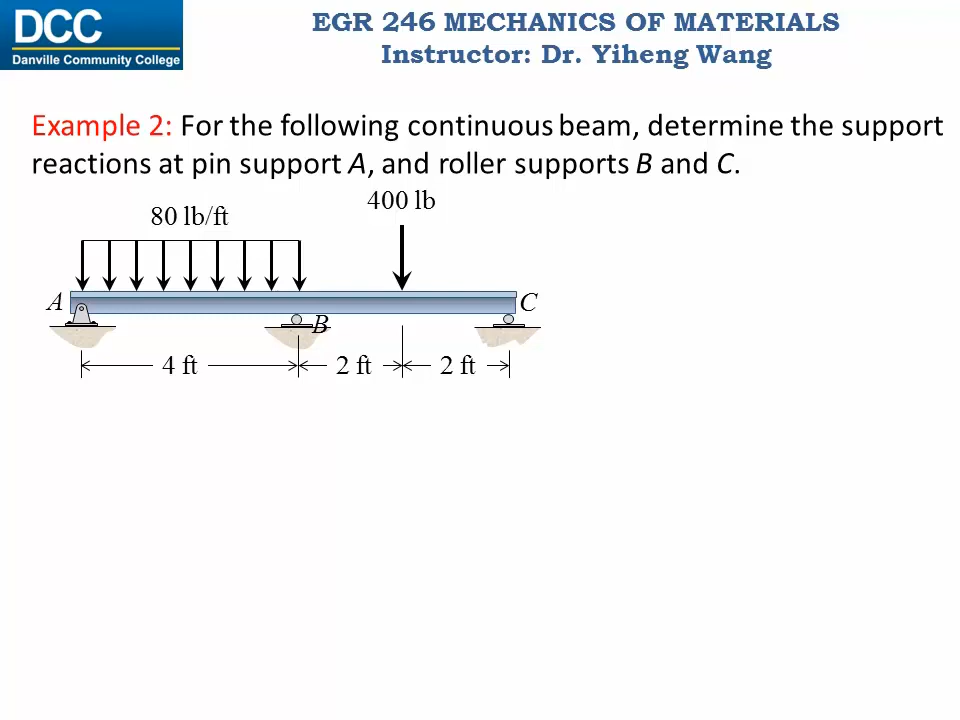 DCC
Danville Community College
EGR 246 MECHANICS OF MATERIALS
Instructor: Dr. Yiheng Wang
Example 2: For the following continuous beam, determine the support
reactions at pin support A, and roller supports B and C.
80 lb/ft
400 lb
A
B
C
4 ft
2 ft
2 ft